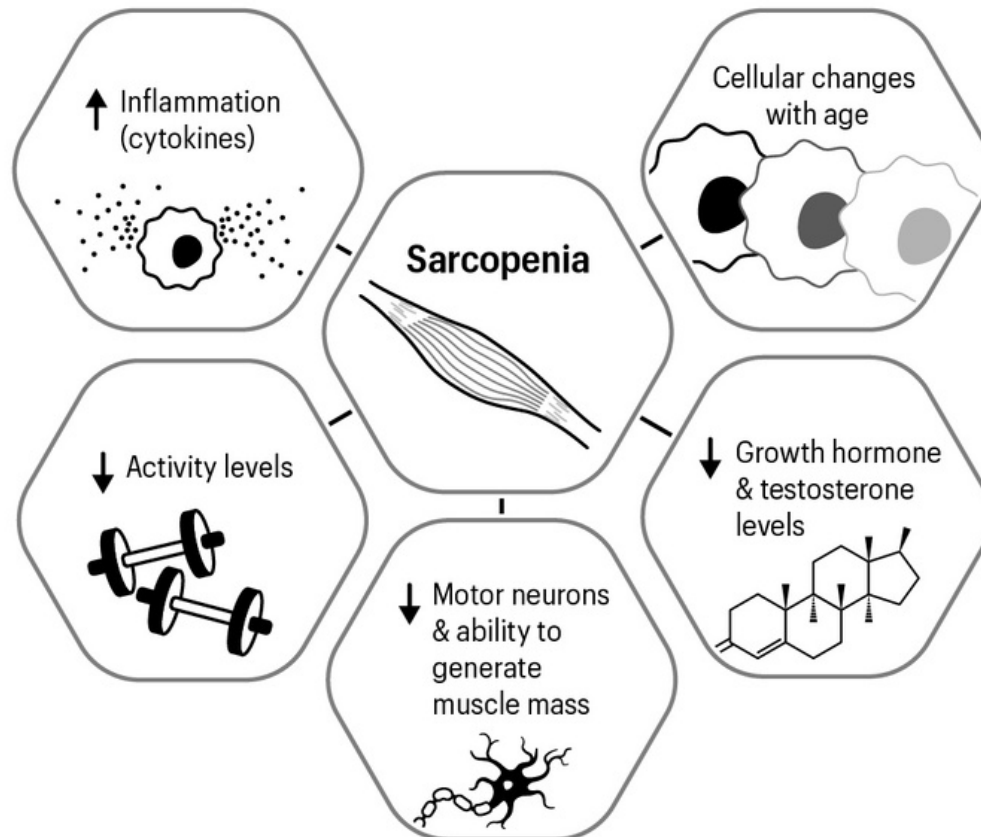 ↑ Inflammation
(cytokines)
Cellular changes
with age
Sarcopenia
↓ Activity levels
↓ Growth hormone
& testosterone
levels
↓ Motor neurons
& ability to
generate
muscle mass